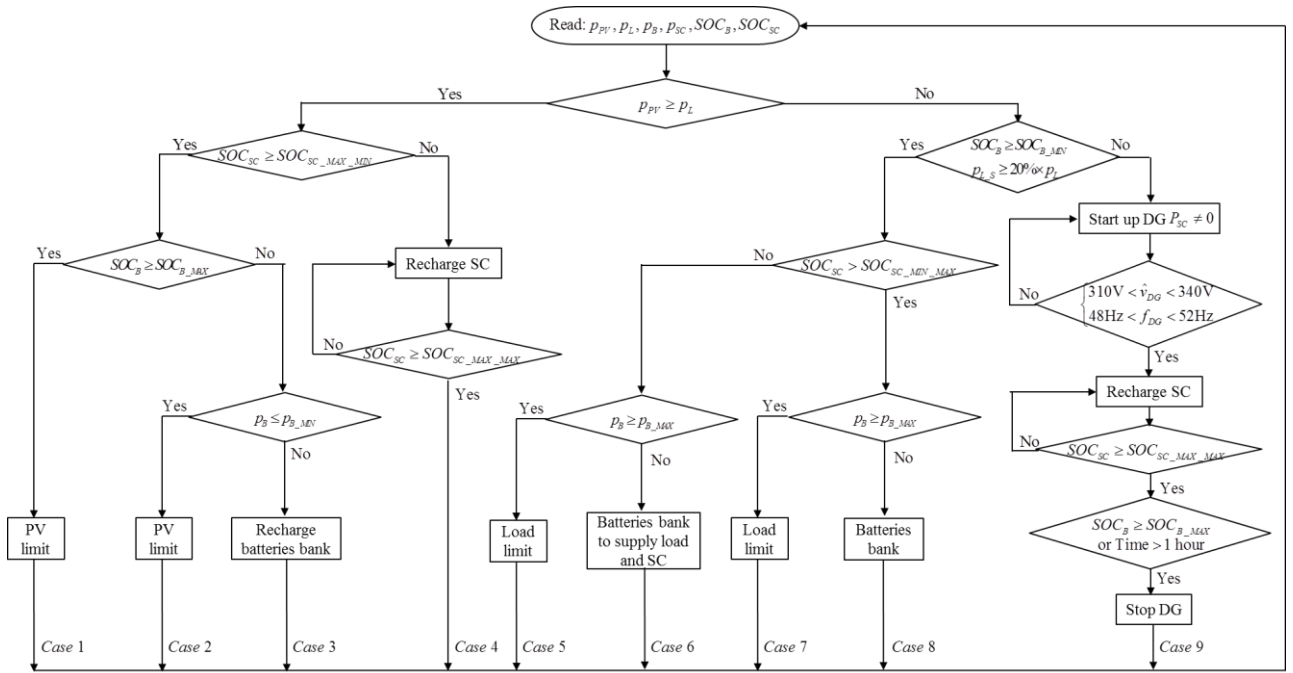 Read: p_PV, p_L, p_B, p_SC, SOC_B, SOC_SC
Yes
p_PV ≥ p_L
No
Yes
SOC_SC ≥ SOC_SC_MAX_MIN
No
Yes
SOC_B ≥ SOC_B_MIN
p_L_S ≥ 20% × p_L
No
Start up DG P_SC ≠ 0
Yes
SOC_B ≥ SOC_B_MAX
No
Recharge SC
No
SOC_SC > SOC_SC_MIN_MAX
Yes
No
310V < v̂_DG < 340V
48Hz < f_DG < 52Hz
Yes
No
SOC_SC ≥ SOC_SC_MAX_MAX
Yes
Recharge SC
Yes
p_B ≤ p_B_MIN
No
Yes
p_B ≥ p_B_MAX
No
Yes
p_B ≥ p_B_MAX
No
No
SOC_SC ≥ SOC_SC_MAX_MAX
Yes
PV
limit
PV
limit
Recharge
batteries bank
Load
limit
Batteries bank
to supply load
and SC
Load
limit
Batteries
bank
SOC_B ≥ SOC_B_MAX
or Time > 1 hour
Yes
Stop DG
Case 1
Case 2
Case 3
Case 4
Case 5
Case 6
Case 7
Case 8
Case 9